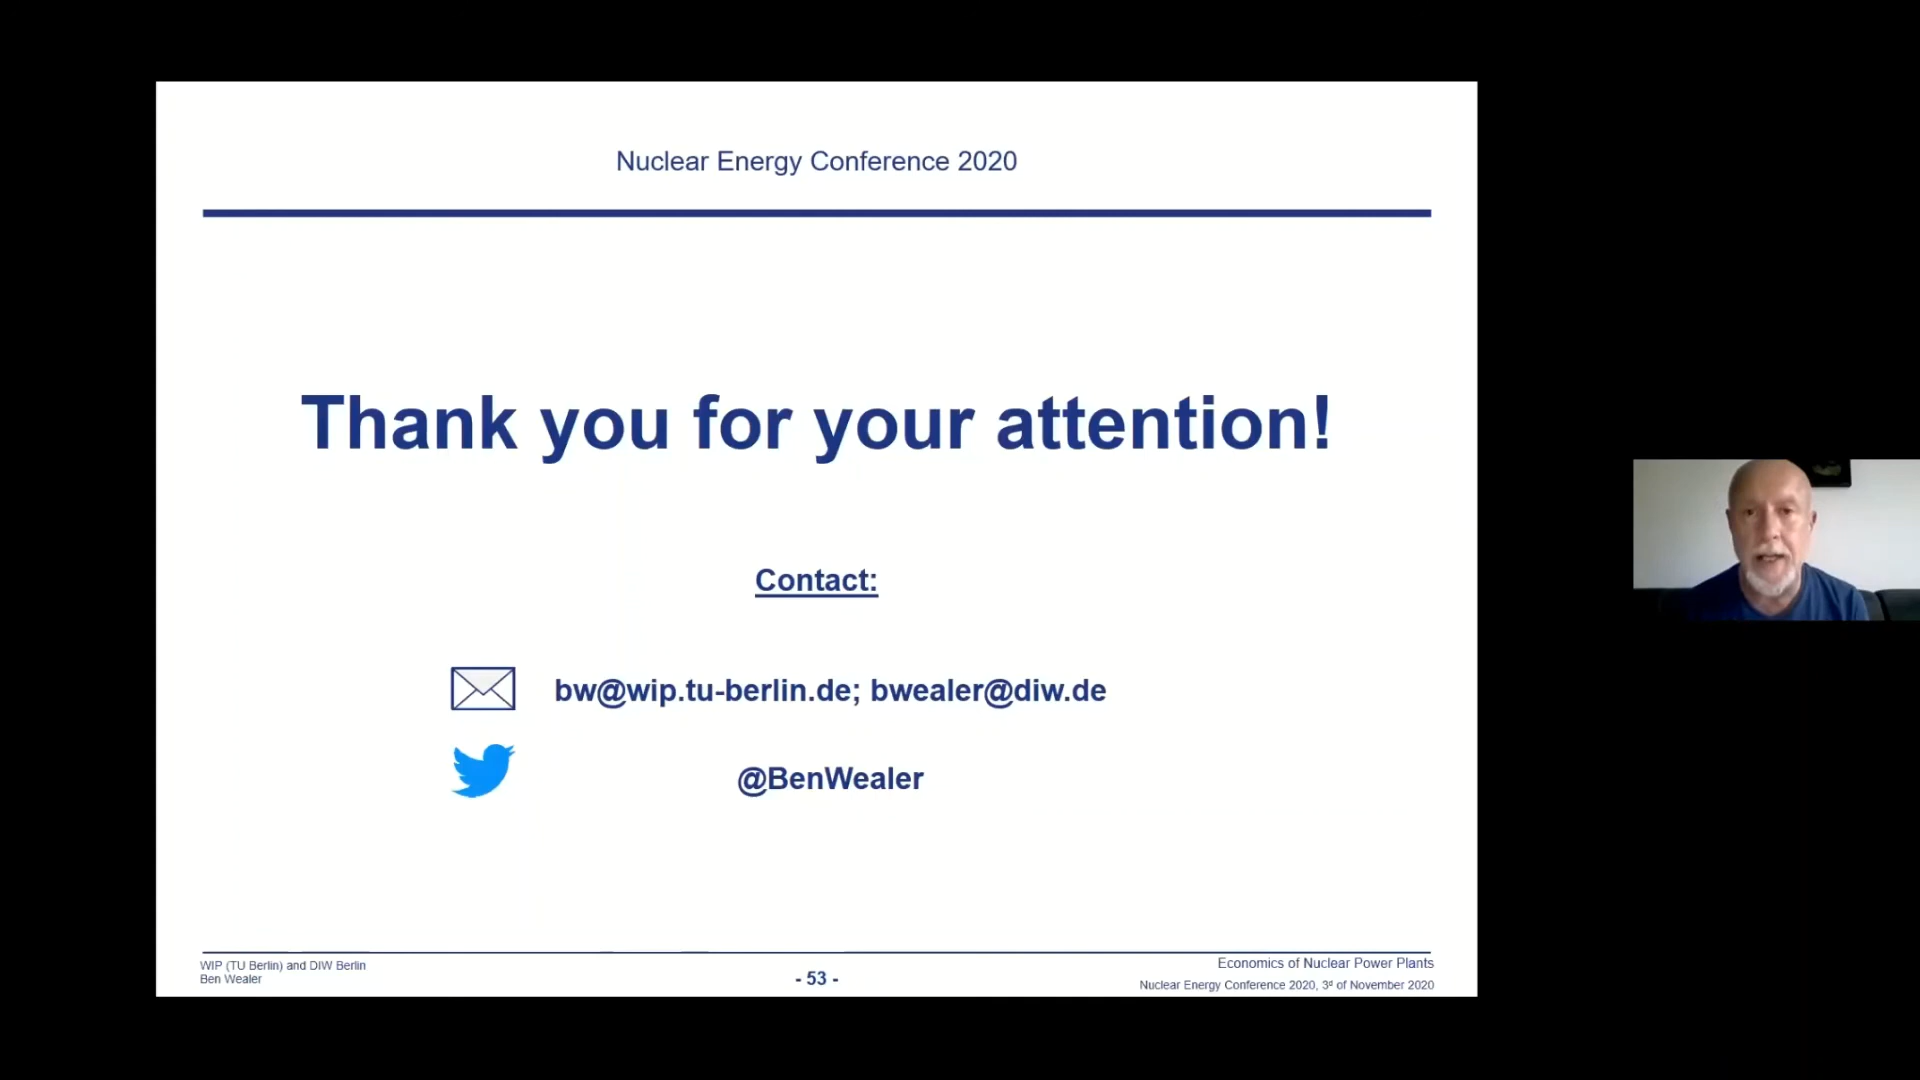 Nuclear Energy Conference 2020
Thank you for your attention!
Contact:
bw@wip.tu-berlin.de; bwealer@diw.de
@BenWealer
WIP (TU Berlin) and DIW Berlin
Ben Wealer
- 53 -
Economics of Nuclear Power Plants
Nuclear Energy Conference 2020, 3ᵈ of November 2020